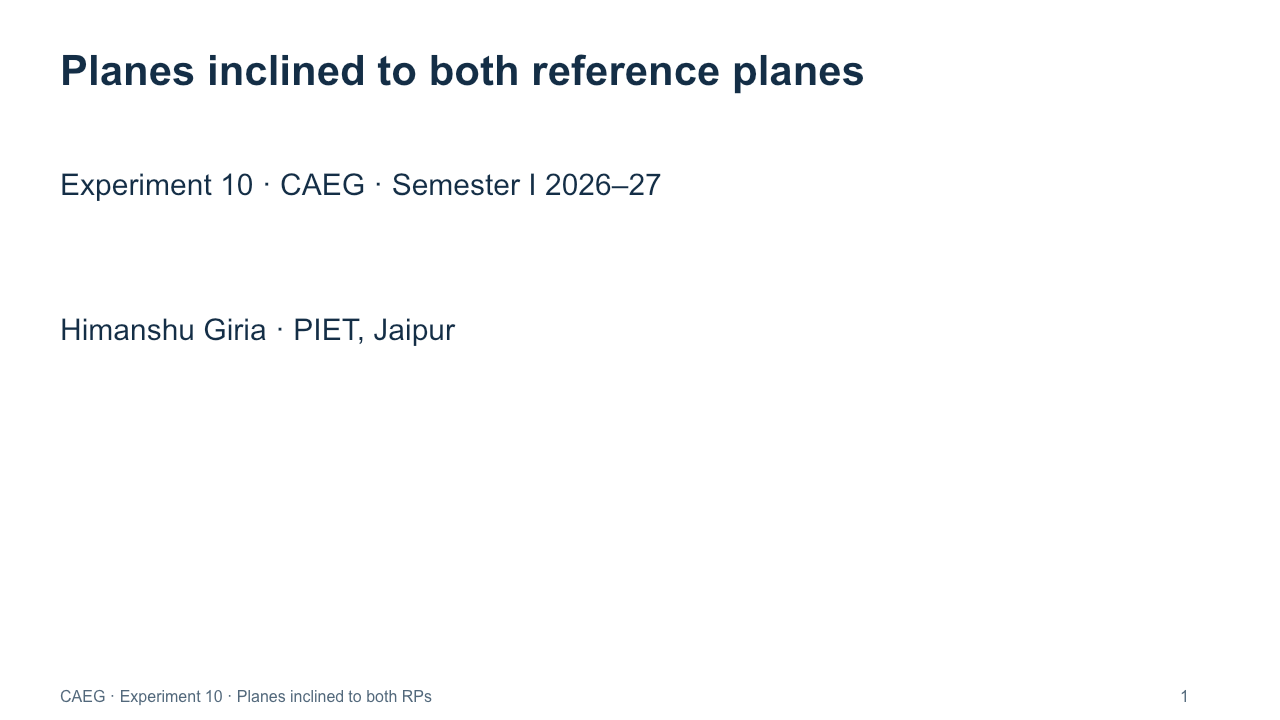 Planes inclined to both reference planes
Experiment 10 · CAEG · Semester I 2026–27
Himanshu Giria · PIET, Jaipur
CAEG · Experiment 10 · Planes inclined to both RPs
1